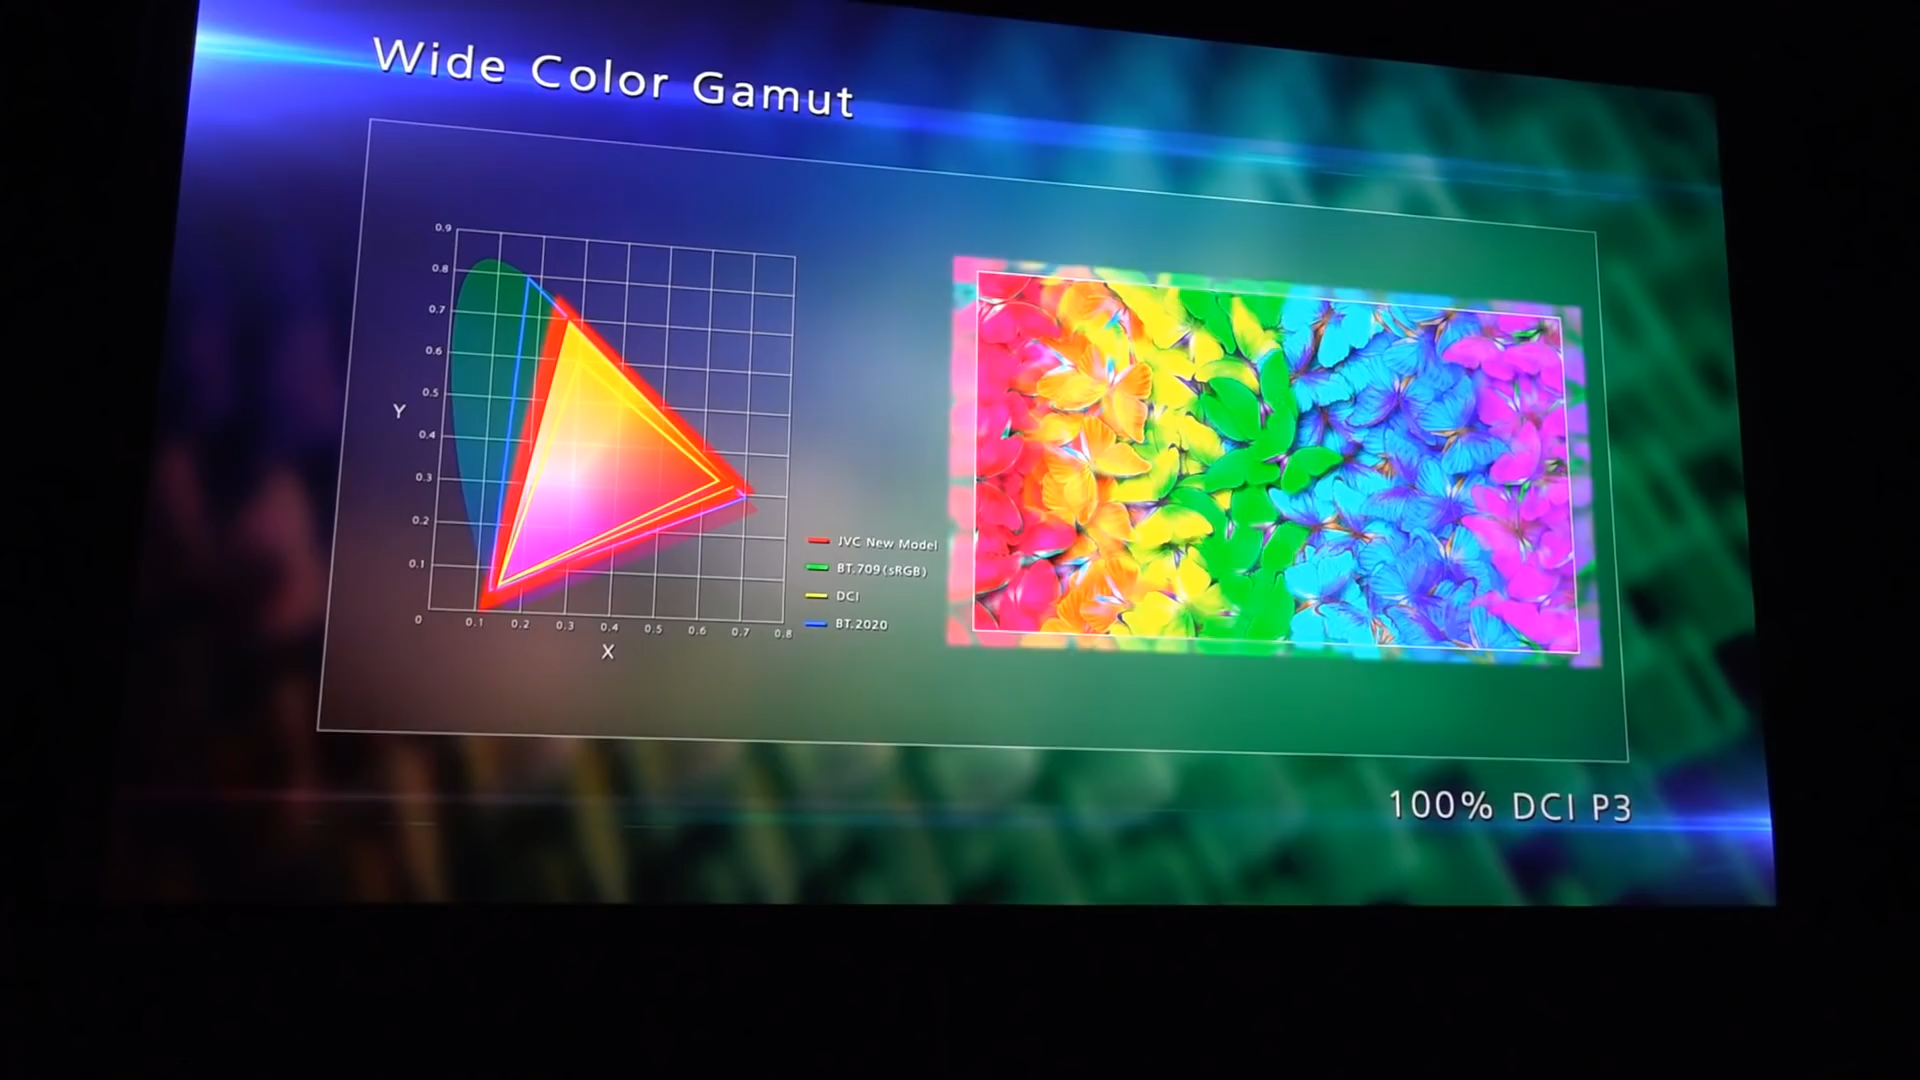 Wide Color Gamut
0.9
0.8
0.7
0.6
0.5
Y
0.4
0.3
0.2
0.1
0
0.1 0.2 0.3 0.4 0.5 0.6 0.7 0.8
X
JVC New Model
BT.709(sRGB)
DCI
BT.2020
100% DCI P3